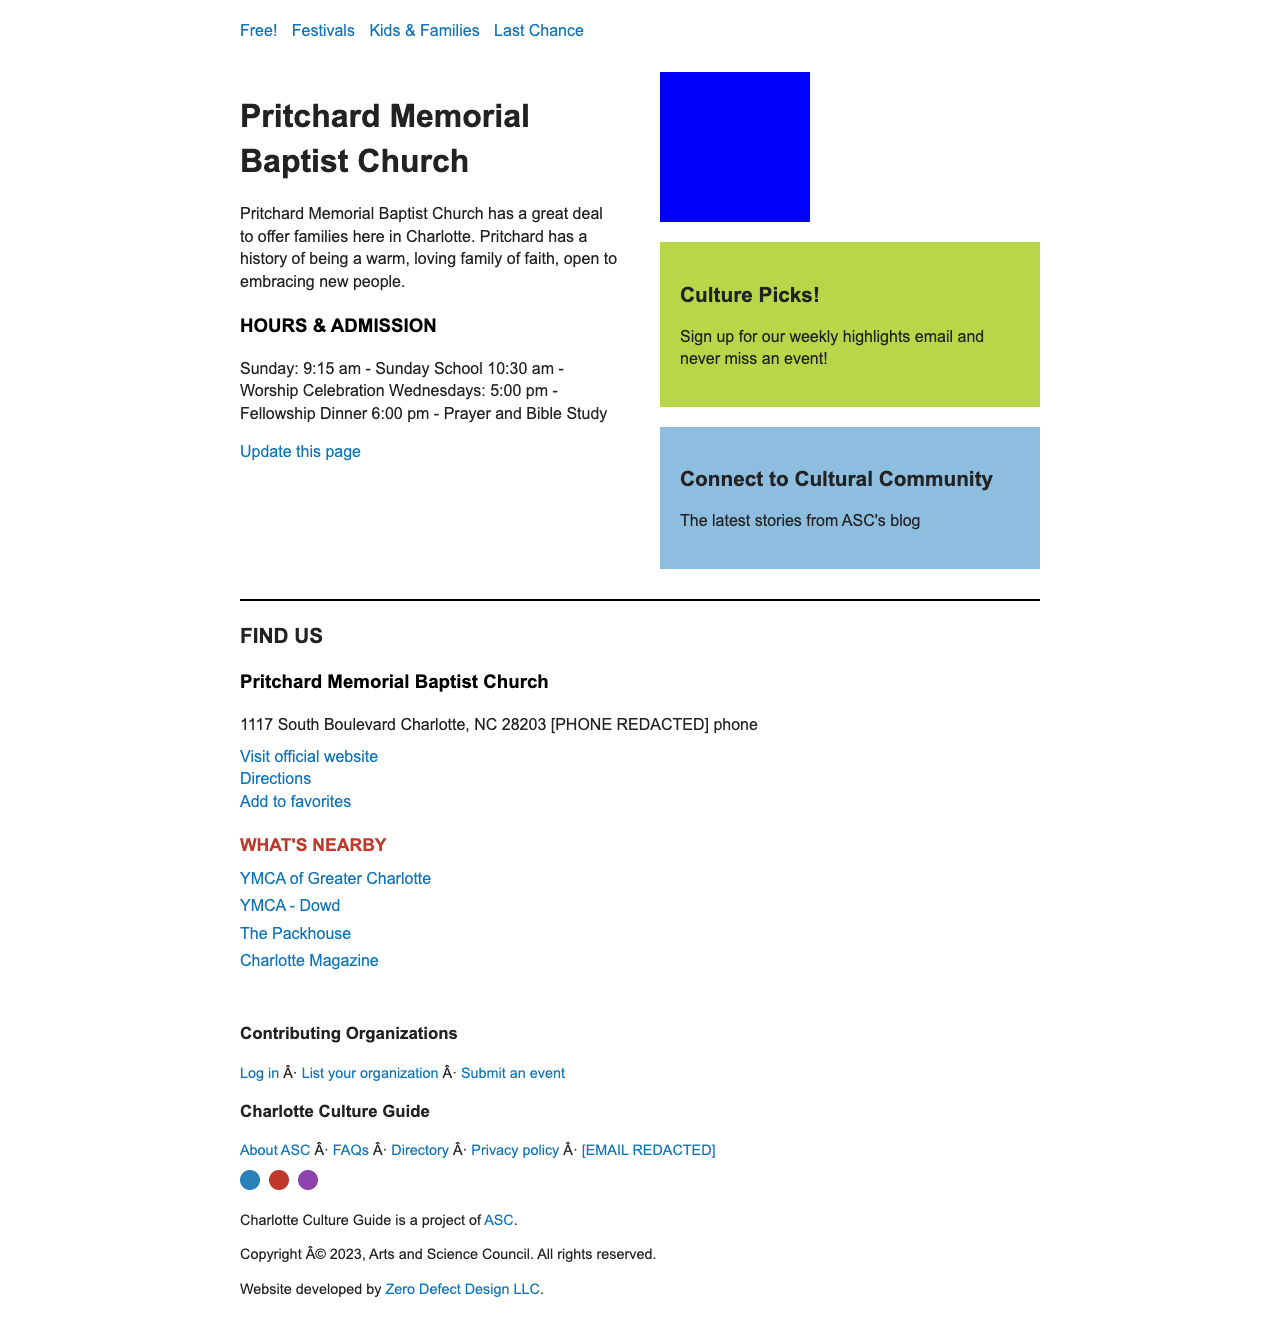 Free! Festivals Kids & Families Last Chance
Pritchard Memorial
Baptist Church
Pritchard Memorial Baptist Church has a great deal
to offer families here in Charlotte. Pritchard has a
history of being a warm, loving family of faith, open to
embracing new people.
HOURS & ADMISSION
Sunday: 9:15 am - Sunday School 10:30 am -
Worship Celebration Wednesdays: 5:00 pm -
Fellowship Dinner 6:00 pm - Prayer and Bible Study
Update this page
Culture Picks!
Sign up for our weekly highlights email and
never miss an event!
Connect to Cultural Community
The latest stories from ASC's blog
FIND US
Pritchard Memorial Baptist Church
1117 South Boulevard Charlotte, NC 28203 [PHONE REDACTED] phone
Visit official website
Directions
Add to favorites
WHAT'S NEARBY
YMCA of Greater Charlotte
YMCA - Dowd
The Packhouse
Charlotte Magazine
Contributing Organizations
Log in Â· List your organization Â· Submit an event
Charlotte Culture Guide
About ASC Â· FAQs Â· Directory Â· Privacy policy Â· [EMAIL REDACTED]
Charlotte Culture Guide is a project of ASC.
Copyright Â© 2023, Arts and Science Council. All rights reserved.
Website developed by Zero Defect Design LLC.